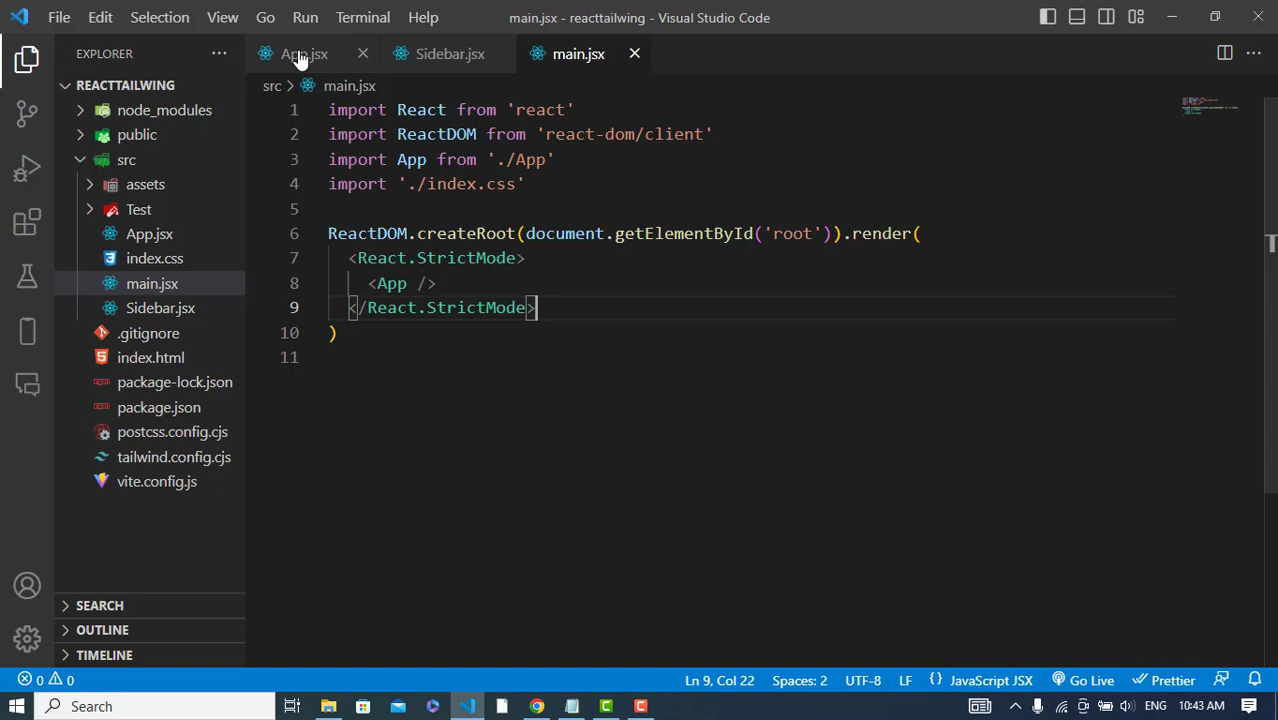 File Edit Selection View Go Run Terminal Help
main.jsx - reacttailwing - Visual Studio Code
EXPLORER
REACTTAILWING
node_modules
public
src
assets
Test
App.jsx
index.css
main.jsx
Sidebar.jsx
.gitignore
index.html
package-lock.json
package.json
postcss.config.cjs
tailwind.config.cjs
vite.config.js
SEARCH
OUTLINE
TIMELINE
App.jsx Sidebar.jsx main.jsx
src main.jsx
1 import React from 'react'
2 import ReactDOM from 'react-dom/client'
3 import App from './App'
4 import './index.css'
5
6 ReactDOM.createRoot(document.getElementById('root')).render(
7 <React.StrictMode>
8 <App />
9 </React.StrictMode>
10 )
11
0 0 Ln 9, Col 22 Spaces: 2 UTF-8 LF JavaScript JSX Go Live Prettier
Search ENG 10:43 AM